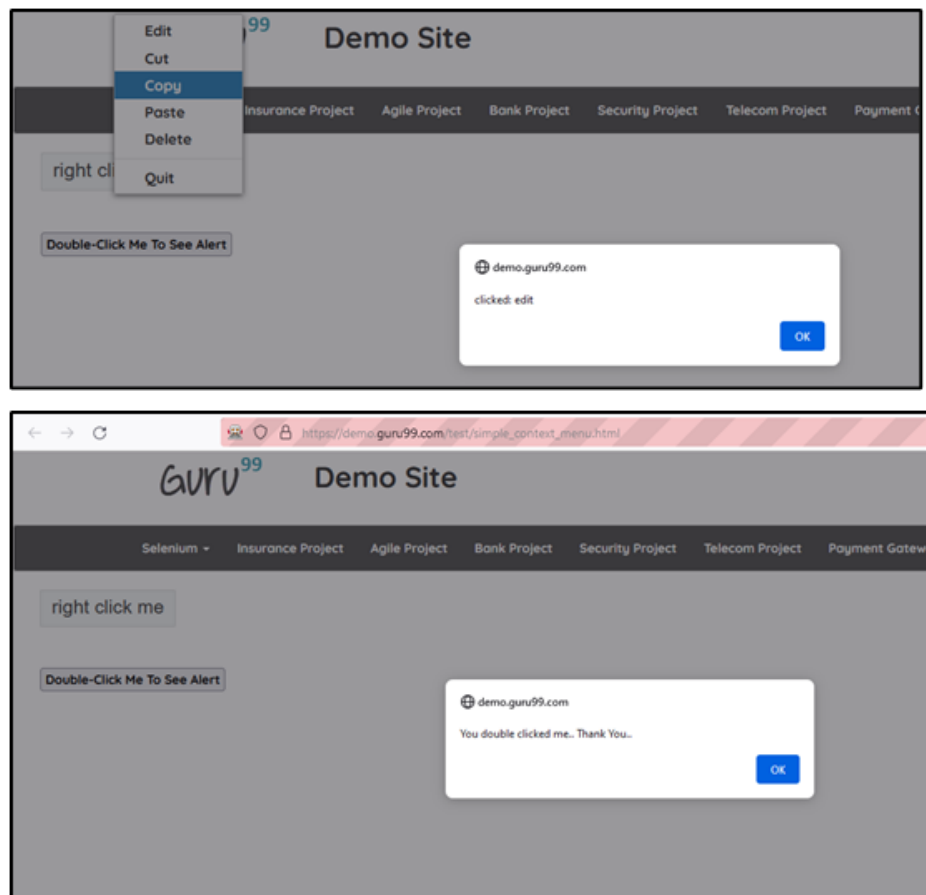 Edit
Cut
Copy
Paste
Delete
Quit
99
Demo Site
Insurance Project Agile Project Bank Project Security Project Telecom Project Payment
right cli
Double-Click Me To See Alert
demo.guru99.com
clicked: edit
OK
https://demo.guru99.com/test/simple_context_menu.html
GUrU99 Demo Site
Selenium Insurance Project Agile Project Bank Project Security Project Telecom Project Payment Gatew
right click me
Double-Click Me To See Alert
demo.guru99.com
You double clicked me.. Thank You..
OK